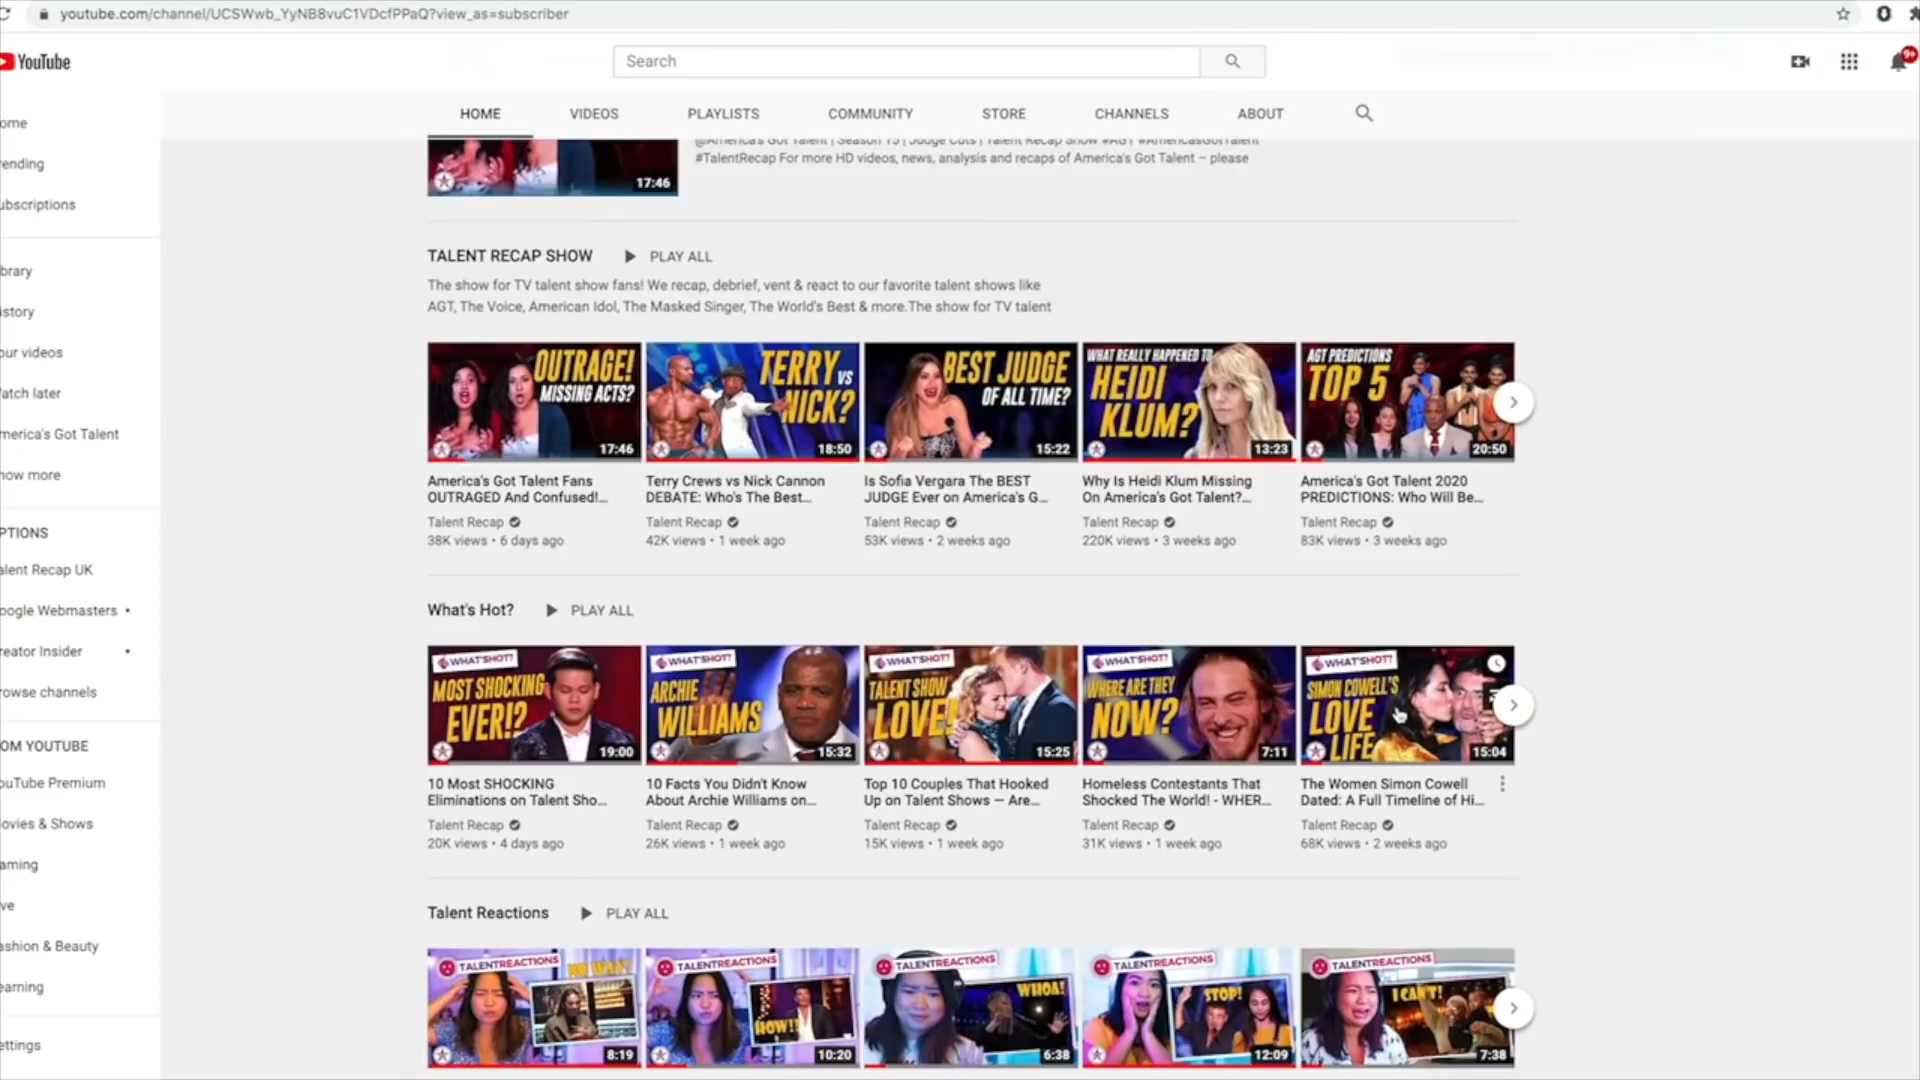 youtube.com/channel/UCSWwb_YyNB8vuC1VDcfPPaQ?view_as=subscriber
YouTube
Search
9+
HOME VIDEOS PLAYLISTS COMMUNITY STORE CHANNELS ABOUT
@America's Got Talent | Season 15 | Judge Cuts | Talent Recap Show #AGT #AmericasGotTalent
#TalentRecap For more HD videos, news, analysis and recaps of America's Got Talent – please
17:46
ome
rending
ubscriptions
brary
istory
our videos
atch later
merica's Got Talent
how more
PTIONS
alent Recap UK
oogle Webmasters •
reator Insider •
rowse channels
OM YOUTUBE
ouTube Premium
ovies & Shows
aming
ve
ashion & Beauty
earning
ettings
TALENT RECAP SHOW PLAY ALL
The show for TV talent show fans! We recap, debrief, vent & react to our favorite talent shows like
AGT, The Voice, American Idol, The Masked Singer, The World's Best & more.The show for TV talent
OUTRAGE!
MISSING ACTS?
17:46
TERRY VS
NICK?
18:50
BEST JUDGE
OF ALL TIME?
15:22
WHAT REALLY HAPPENED TO
HEIDI
KLUM?
13:23
AGT PREDICTIONS
TOP 5
20:50
America's Got Talent Fans
OUTRAGED And Confused!...
Talent Recap
38K views • 6 days ago
Terry Crews vs Nick Cannon
DEBATE: Who's The Best...
Talent Recap
42K views • 1 week ago
Is Sofia Vergara The BEST
JUDGE Ever on America's G...
Talent Recap
53K views • 2 weeks ago
Why Is Heidi Klum Missing
On America's Got Talent?...
Talent Recap
220K views • 3 weeks ago
America's Got Talent 2020
PREDICTIONS: Who Will Be...
Talent Recap
83K views • 3 weeks ago
What's Hot? PLAY ALL
WHAT'SHOT?
MOST SHOCKING
EVER!?
19:00
WHAT'SHOT?
ARCHIE
WILLIAMS
15:32
WHAT'SHOT?
TALENT SHOW
LOVE!
15:25
WHAT'SHOT?
WHERE ARE THEY
NOW?
7:11
WHAT'SHOT?
SIMON COWELL'S
LOVE
LIFE
15:04
10 Most SHOCKING
Eliminations on Talent Sho...
Talent Recap
20K views • 4 days ago
10 Facts You Didn't Know
About Archie Williams on...
Talent Recap
26K views • 1 week ago
Top 10 Couples That Hooked
Up on Talent Shows — Are...
Talent Recap
15K views • 1 week ago
Homeless Contestants That
Shocked The World! - WHER...
Talent Recap
31K views • 1 week ago
The Women Simon Cowell
Dated: A Full Timeline of Hi...
Talent Recap
68K views • 2 weeks ago
Talent Reactions PLAY ALL
TALENTREACTIONS
NO WAY!
8:19
TALENTREACTIONS
HOW!!
10:20
TALENTREACTIONS
WHOA!
6:38
TALENTREACTIONS
STOP!
12:09
TALENTREACTIONS
I CAN'T!
7:38